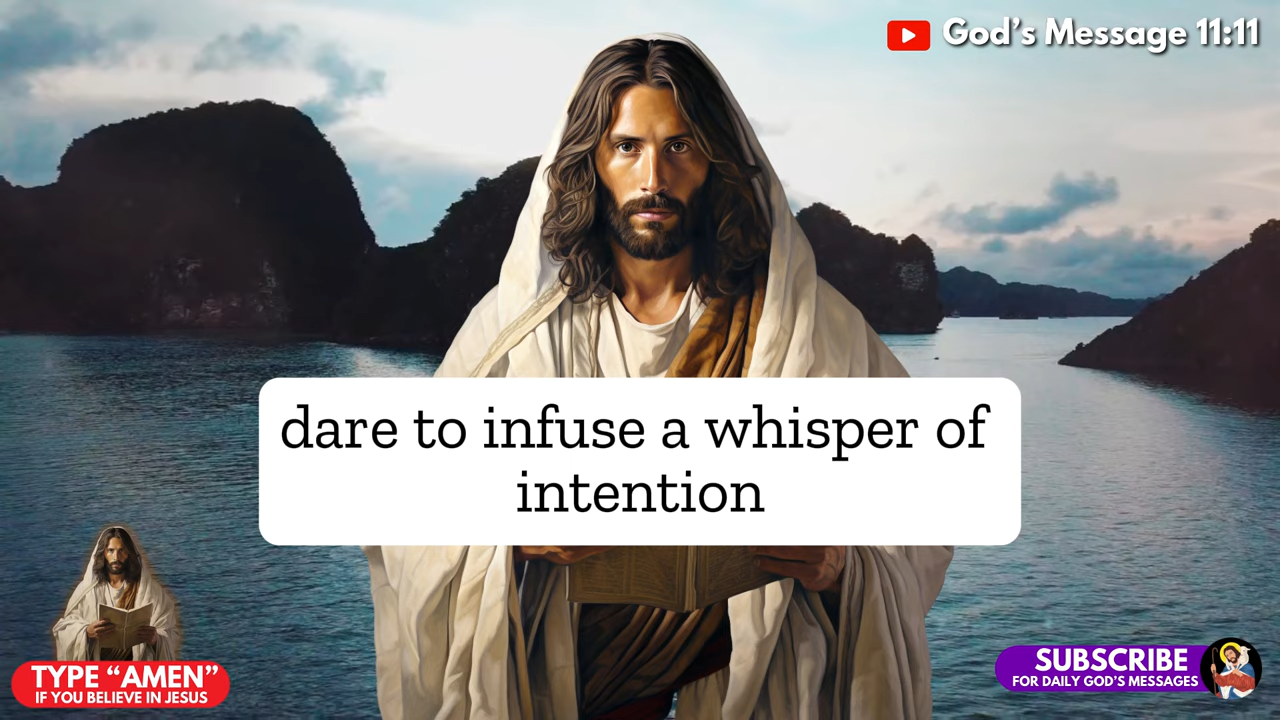 God's Message 11:11
dare to infuse a whisper of
intention
TYPE “AMEN”
IF YOU BELIEVE IN JESUS
SUBSCRIBE
FOR DAILY GOD'S MESSAGES